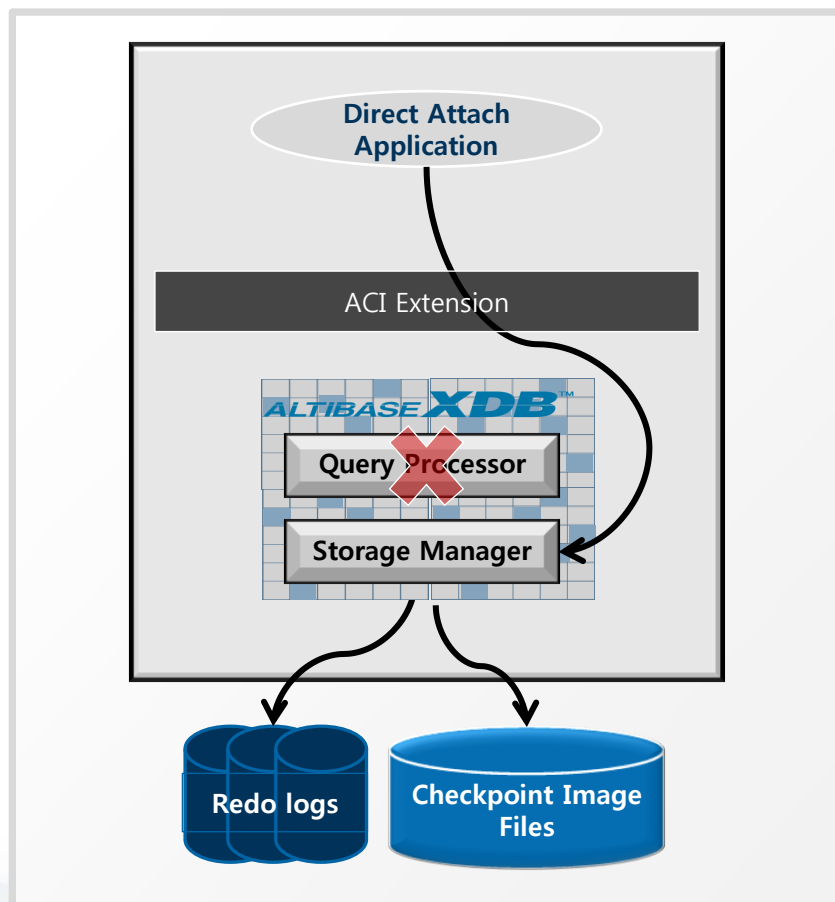 Direct Attach
Application
ACI Extension
ALTIBASE XDB™
Query Processor
Storage Manager
Redo logs
Checkpoint Image
Files